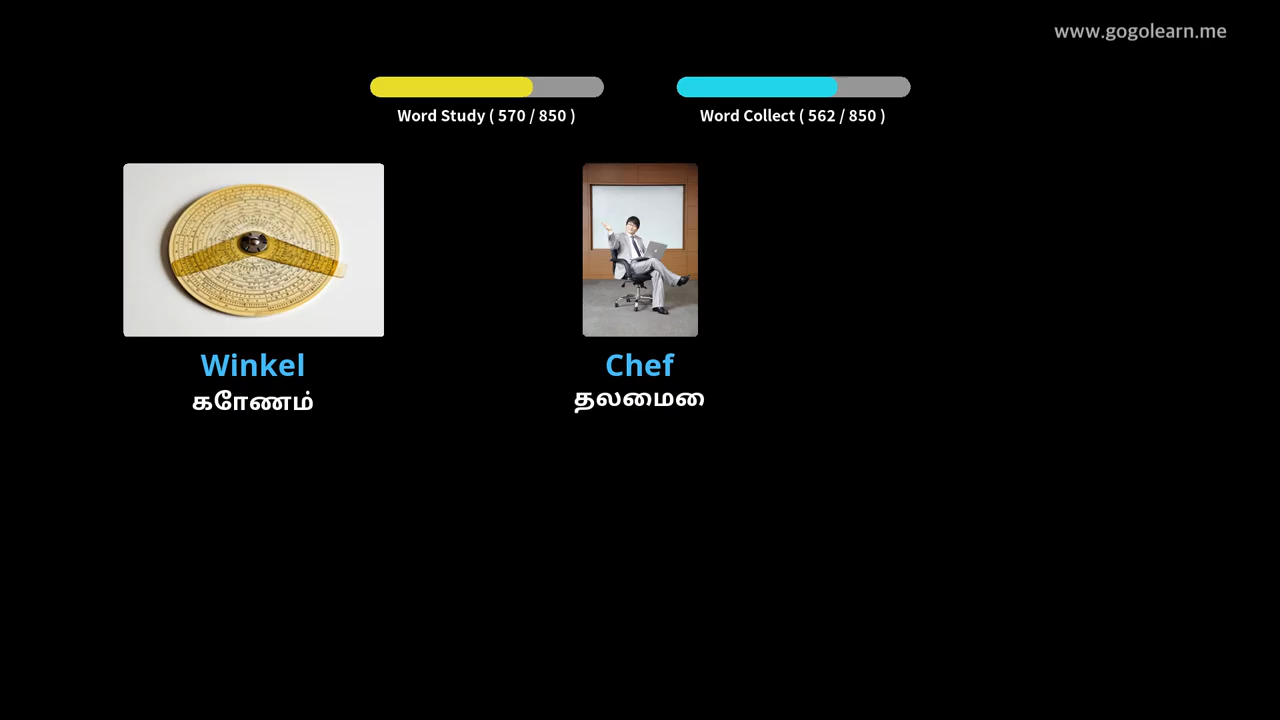 www.gogolearn.me
Word Study ( 570 / 850 )
Word Collect ( 562 / 850 )
Winkel
கோணம்
Chef
தலைமை